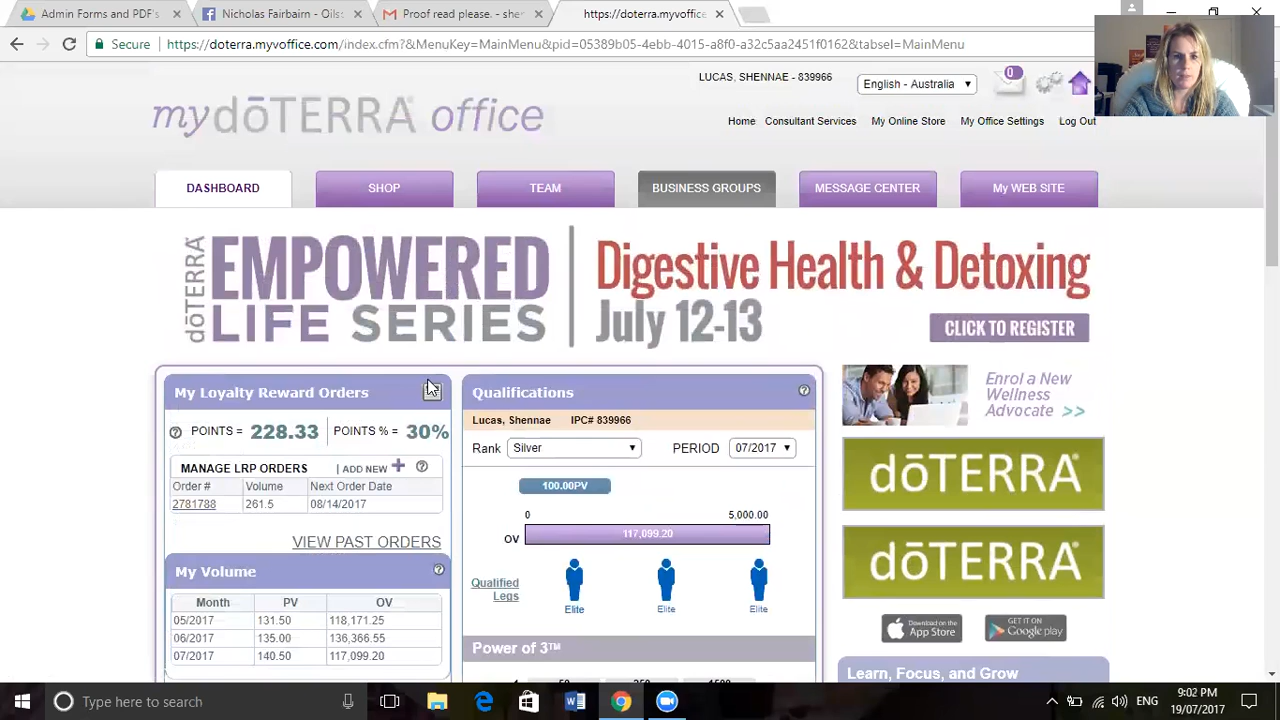 Admin Forms and PDF's
Nicholas Fairbairn - Oils
Proof read please. - sher
https://doterra.myvoffice
Secure
https://doterra.myvoffice.com/index.cfm?&MenuKey=MainMenu&pid=05389b05-4ebb-4015-a8f0-a32c5aa2451f0162&tabsel=MainMenu
LUCAS, SHENNAE - 839966
English - Australia
0
my dōTERRA office
Home Consultant Services My Online Store My Office Settings Log Out
DASHBOARD SHOP TEAM BUSINESS GROUPS MESSAGE CENTER My WEB SITE
dōTERRA
EMPOWERED
LIFE SERIES
Digestive Health & Detoxing
July 12-13
CLICK TO REGISTER
My Loyalty Reward Orders
POINTS = 228.33 POINTS % = 30%
MANAGE LRP ORDERS | ADD NEW
Order # Volume Next Order Date
2781788 261.5 08/14/2017
VIEW PAST ORDERS
My Volume
Month PV OV
05/2017 131.50 118,171.25
06/2017 135.00 136,366.55
07/2017 140.50 117,099.20
Qualifications
Lucas, Shennae IPC# 839966
Rank Silver PERIOD 07/2017
100.00PV
0 5,000.00
OV 117,099.20
Qualified
Legs
Elite Elite Elite
Power of 3™
Enrol a New
Wellness
Advocate >>
dōTERRA
dōTERRA
Download on the
App Store
GET IT ON
Google play
Learn, Focus, and Grow
Type here to search
ENG
9:02 PM
19/07/2017